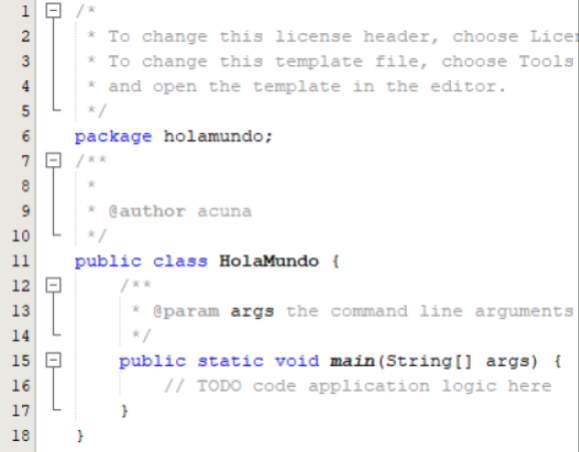 1 /*
2 * To change this license header, choose
3 * To change this template file, choose Tools
4 * and open the template in the editor.
5 */
6 package holamundo;
7 /**
8 *
9 * @author acuna
10 */
11 public class HolaMundo {
12 /**
13 * @param args the command line arguments
14 */
15 public static void main(String[] args) {
16 // TODO code application logic here
17 }
18 }